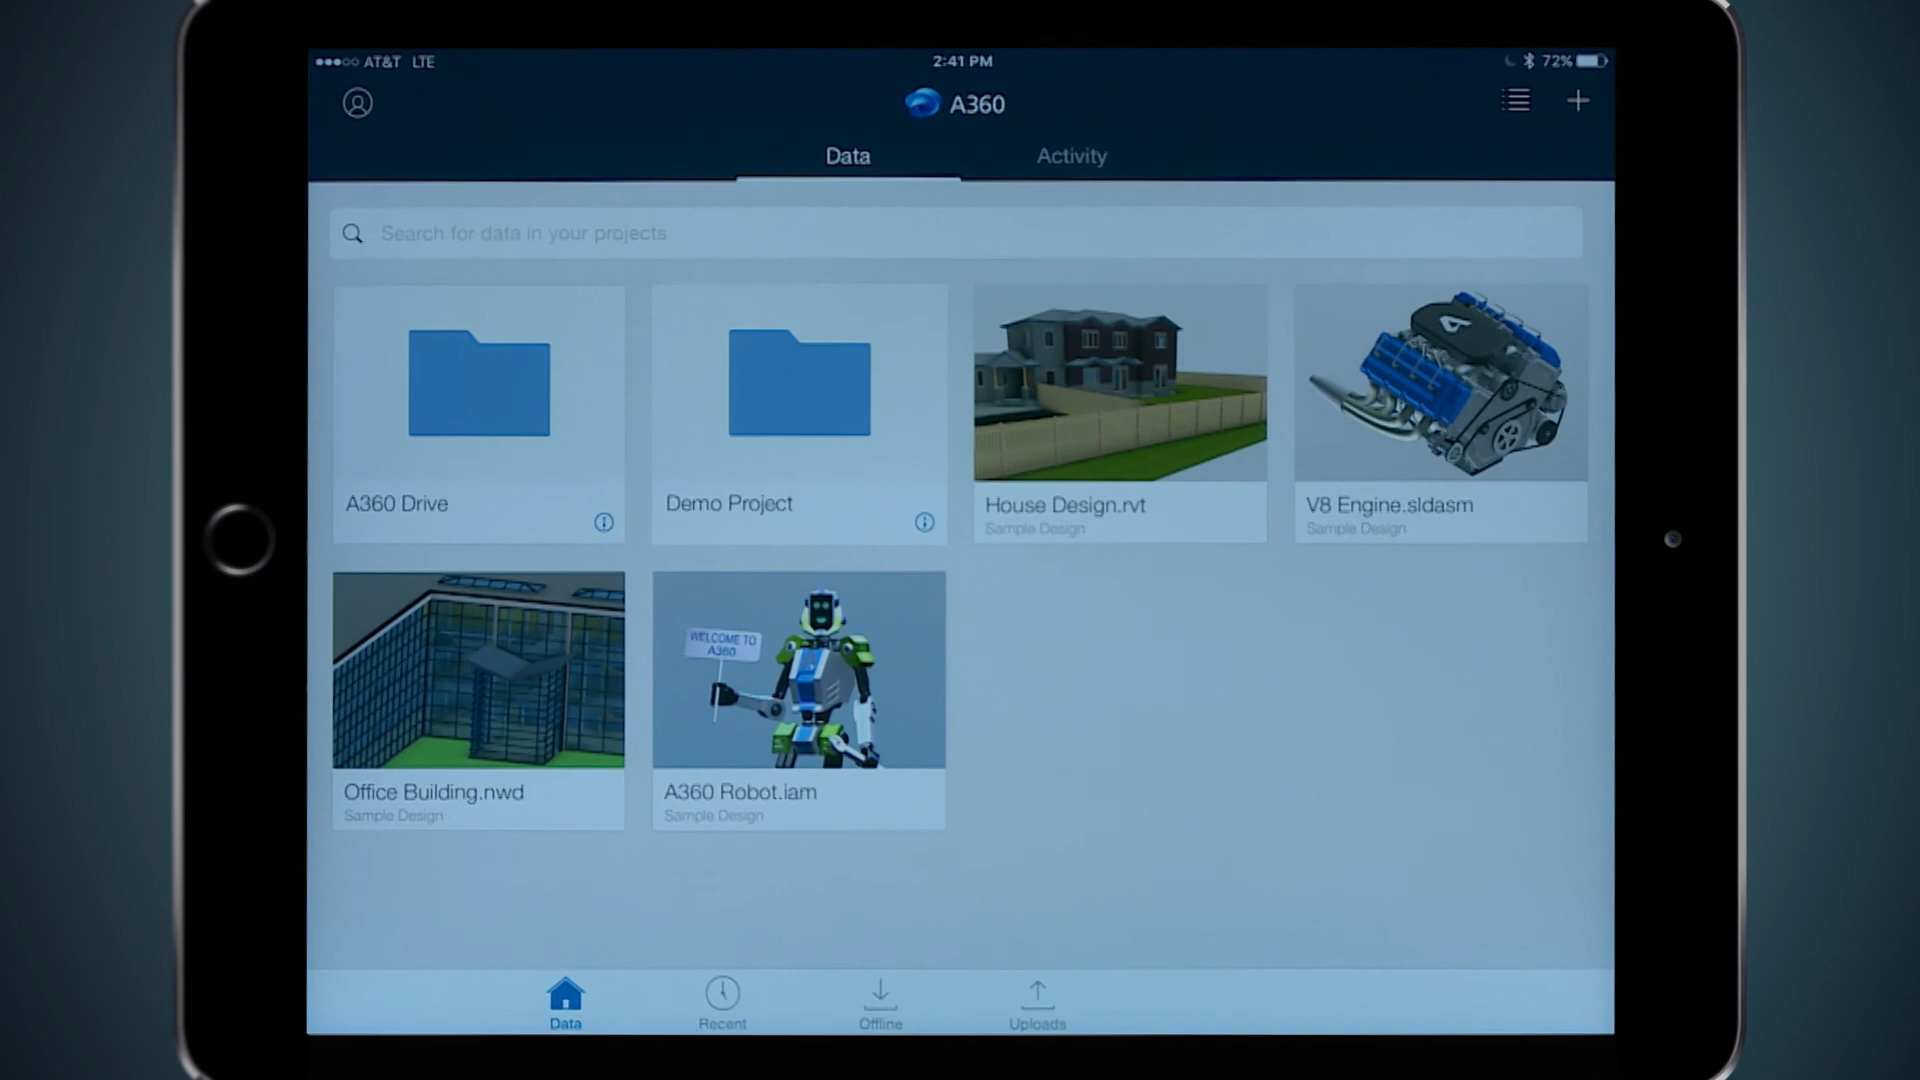 AT&T LTE
2:41 PM
72%
A360
Data
Activity
Search for data in your projects
A360 Drive
Demo Project
House Design.rvt
Sample Design
V8 Engine.sldasm
Sample Design
WELCOME TO
A360
Office Building.nwd
Sample Design
A360 Robot.iam
Sample Design
Data
Recent
Offline
Uploads